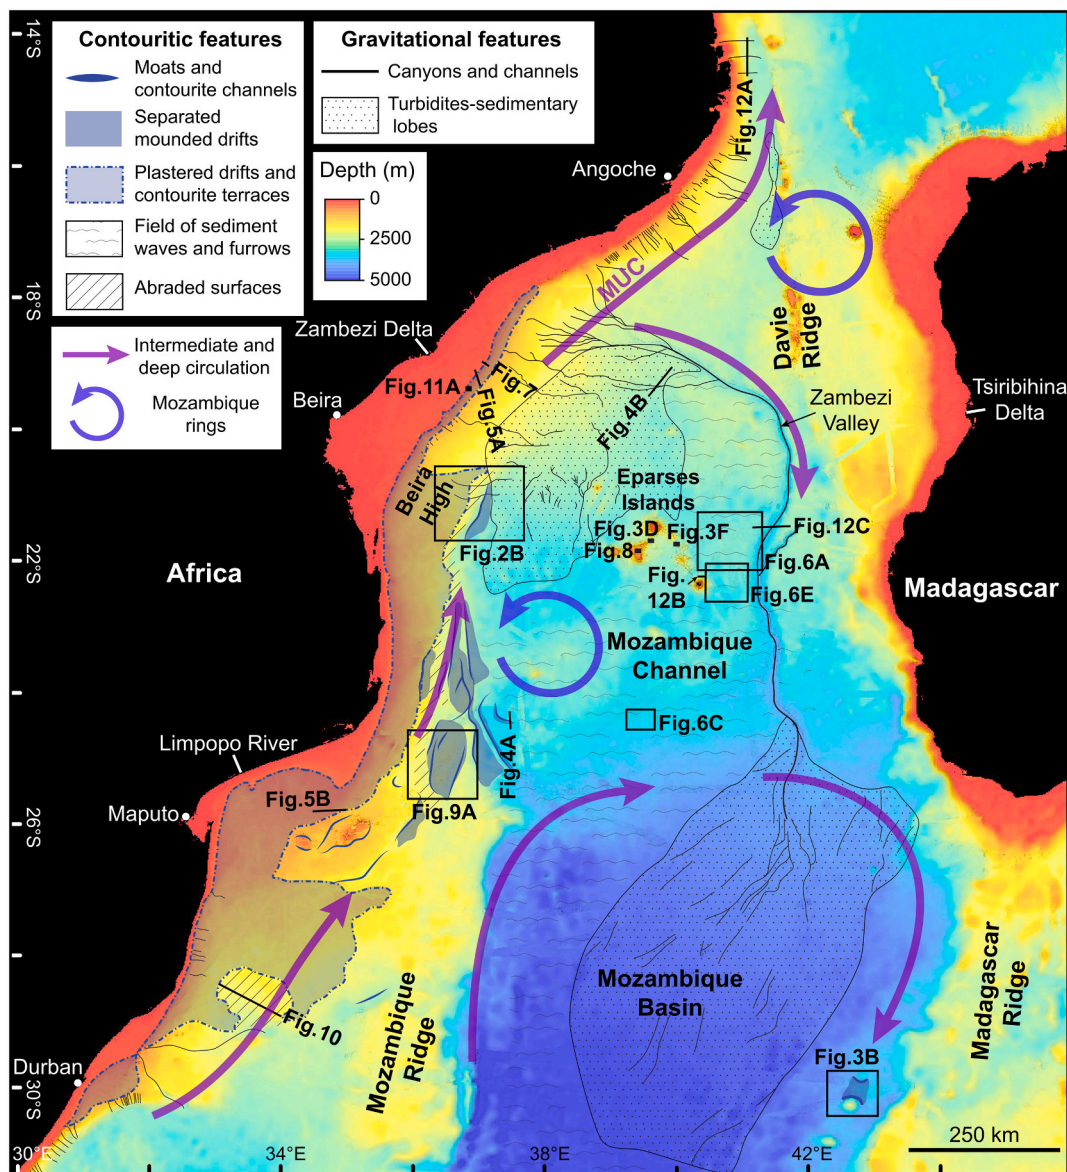 14°S
18°S
22°S
26°S
30°S
30°E
34°E
38°E
42°E
Contouritic features
Moats and
contourite channels
Separated
mounded drifts
Plastered drifts and
contourite terraces
Field of sediment
waves and furrows
Abraded surfaces
Gravitational features
Canyons and channels
Turbidites-sedimentary
lobes
Depth (m)
0
2500
5000
Intermediate and
deep circulation
Mozambique
rings
Fig.12A
Angoche
MUC
Davie
Ridge
Zambezi Delta
Fig.11A
Fig.7
Fig.5A
Beira
Fig.4B
Zambezi
Valley
Tsiribihina
Delta
Beira
High
Eparses
Islands
Fig.2B
Fig.3D
Fig.3F
Fig.8
Fig.12C
Fig.6A
Fig.
12B
Fig.6E
Africa
Madagascar
Mozambique
Channel
Fig.6C
Limpopo River
Fig.4A
Maputo
Fig.5B
Fig.9A
Mozambique
Ridge
Mozambique
Basin
Madagascar
Ridge
Fig.10
Durban
Fig.3B
250 km